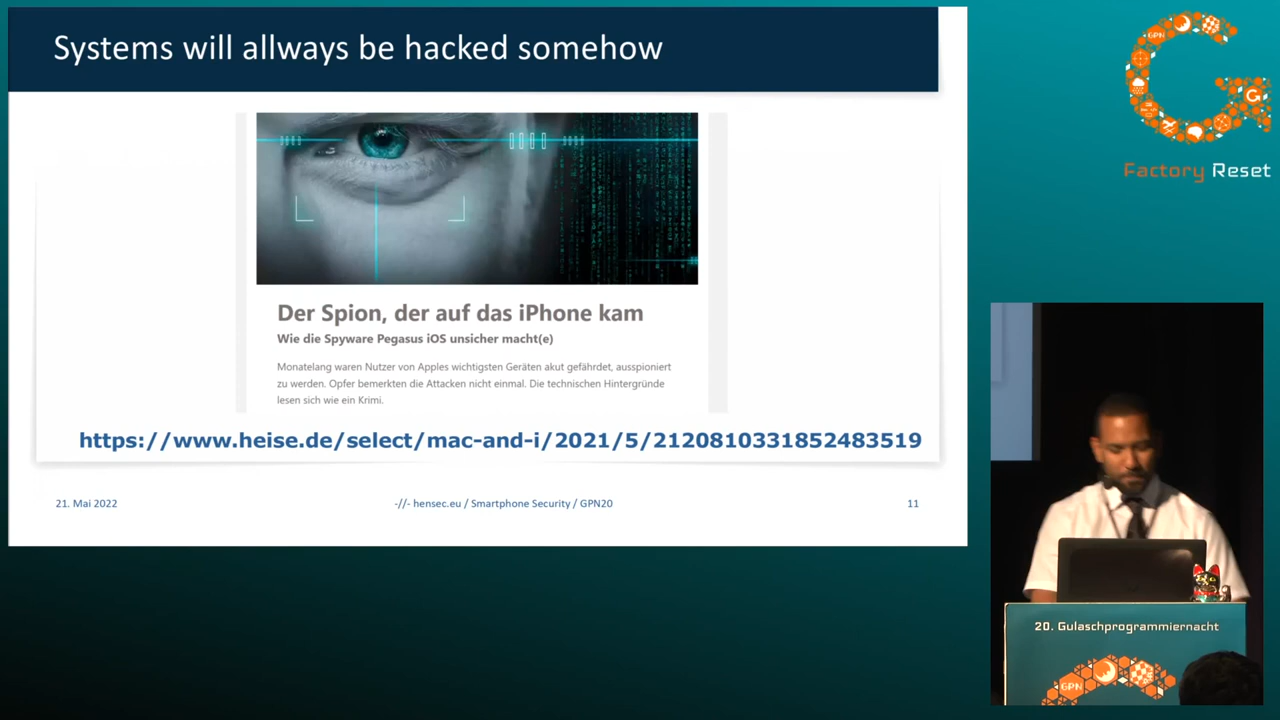 Systems will allways be hacked somehow
Der Spion, der auf das iPhone kam
Wie die Spyware Pegasus iOS unsicher macht(e)
Monatelang waren Nutzer von Apples wichtigsten Geräten akut gefährdet, ausspioniert
zu werden. Opfer bemerkten die Attacken nicht einmal. Die technischen Hintergründe
lesen sich wie ein Krimi.
https://www.heise.de/select/mac-and-i/2021/5/2120810331852483519
21. Mai 2022
-//- hensec.eu / Smartphone Security / GPN20
11
GPN
G
Factory Reset
20. Gulaschprogrammiernacht
GPN